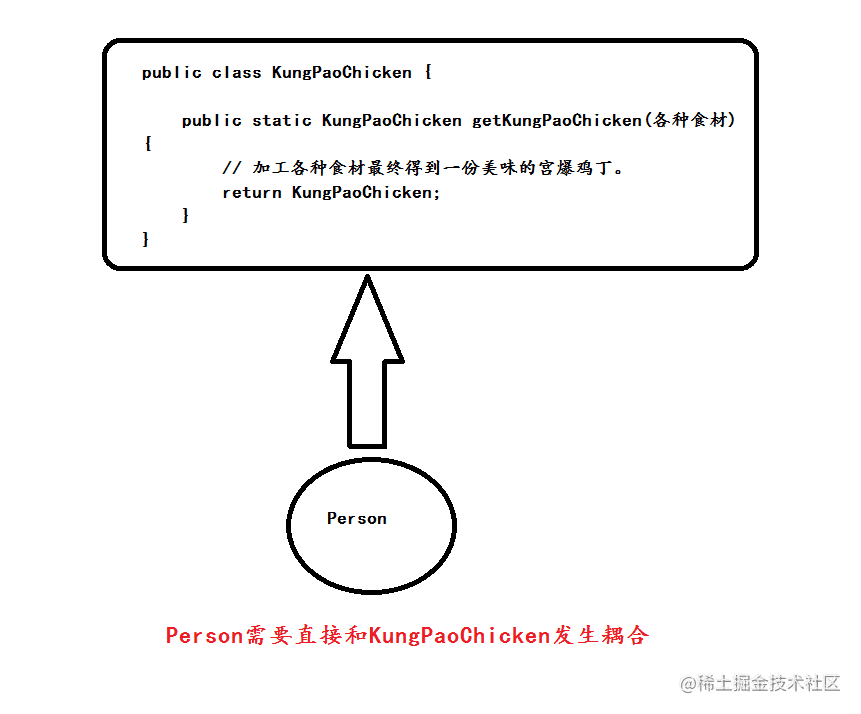 public class KungPaoChicken {
public static KungPaoChicken getKungPaoChicken(各种食材)
{
// 加工各种食材最终得到一份美味的宫爆鸡丁。
return KungPaoChicken;
}
}
Person
Person需要直接和KungPaoChicken发生耦合
@稀土掘金技术社区